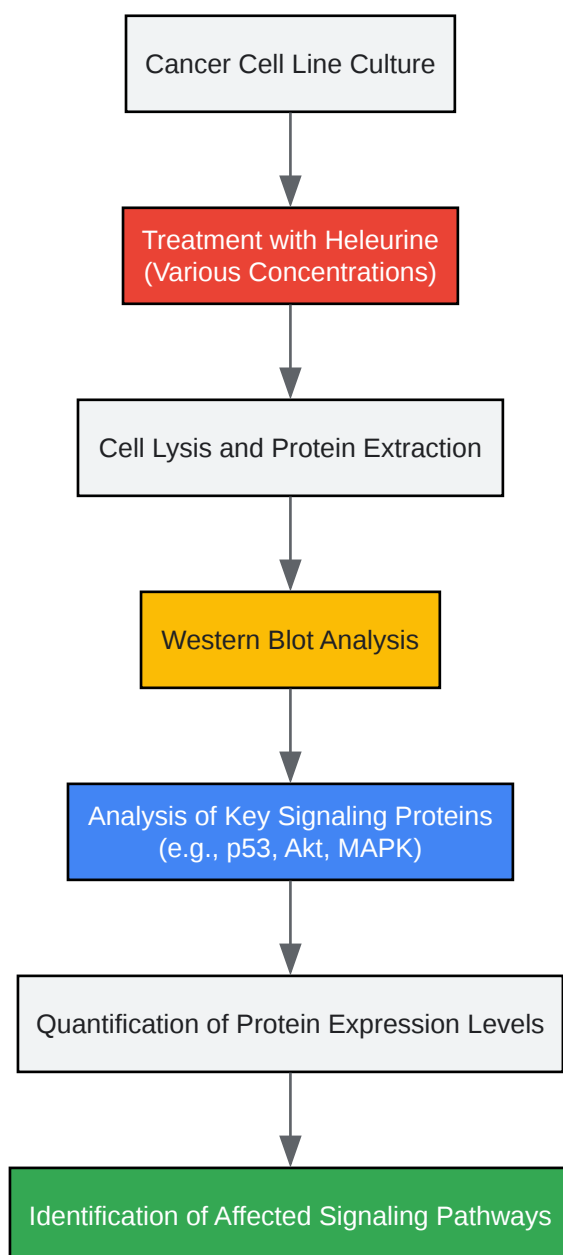 Cancer Cell Line Culture
Treatment with Heleurine
(Various Concentrations)
Cell Lysis and Protein Extraction
Western Blot Analysis
Analysis of Key Signaling Proteins
(e.g., p53, Akt, MAPK)
Quantification of Protein Expression Levels
Identification of Affected Signaling Pathways